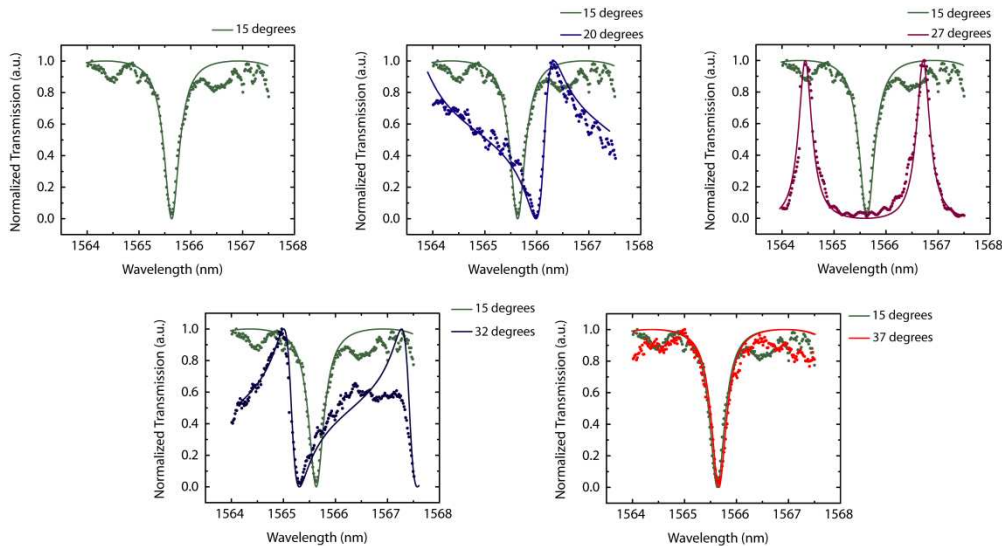 15 degrees
1.0
0.8
0.6
0.4
0.2
0.0
Normalized Transmission (a.u.)
1564 1565 1566 1567 1568
Wavelength (nm)
15 degrees
20 degrees
1.0
0.8
0.6
0.4
0.2
0.0
Normalized Transmission (a.u.)
1564 1565 1566 1567 1568
Wavelength (nm)
15 degrees
27 degrees
1.0
0.8
0.6
0.4
0.2
0.0
Normalized Transmission (a.u.)
1564 1565 1566 1567 1568
Wavelength (nm)
15 degrees
32 degrees
1.0
0.8
0.6
0.4
0.2
0.0
Normalized Transmission (a.u.)
1564 1565 1566 1567 1568
Wavelength (nm)
15 degrees
37 degrees
1.0
0.8
0.6
0.4
0.2
0.0
Normalized Transmission (a.u.)
1564 1565 1566 1567 1568
Wavelength (nm)